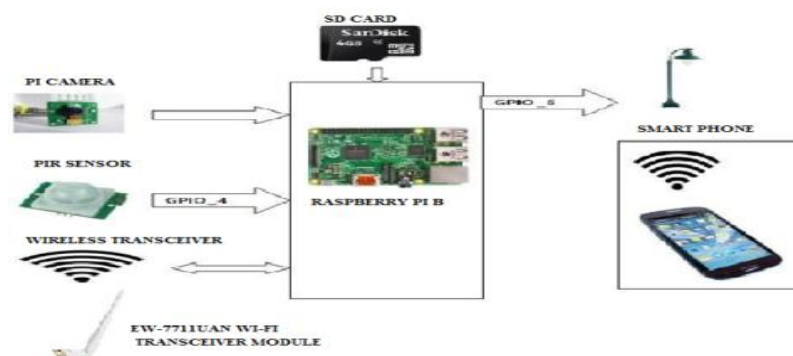 SD CARD
SanDisk
4GB
PI CAMERA
GPIO_5
SMART PHONE
PIR SENSOR
GPIO_4
RASPBERRY PI B
WIRELESS TRANSCEIVER
EW-7711UAN WI-FI
TRANSCEIVER MODULE